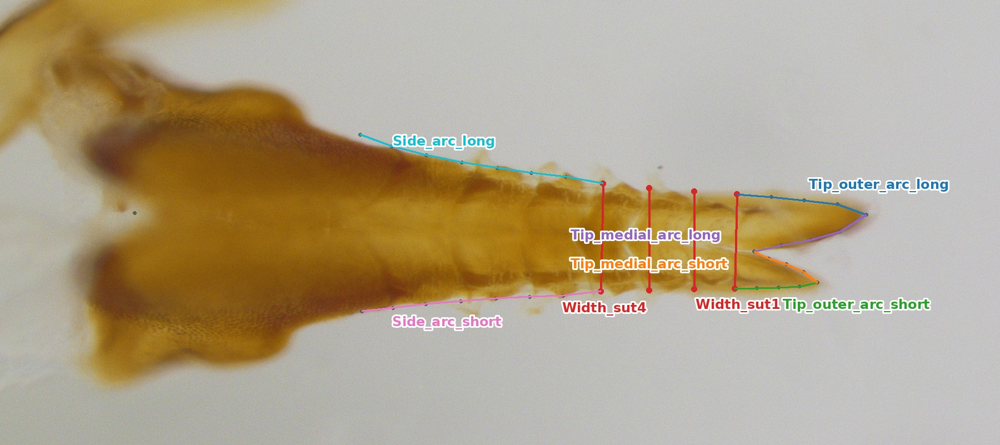 Side_arc_long
Tip_outer_arc_long
Tip_medial_arc_long
Tip_medial_arc_short
Width_sut4
Width_sut1
Tip_outer_arc_short
Side_arc_short